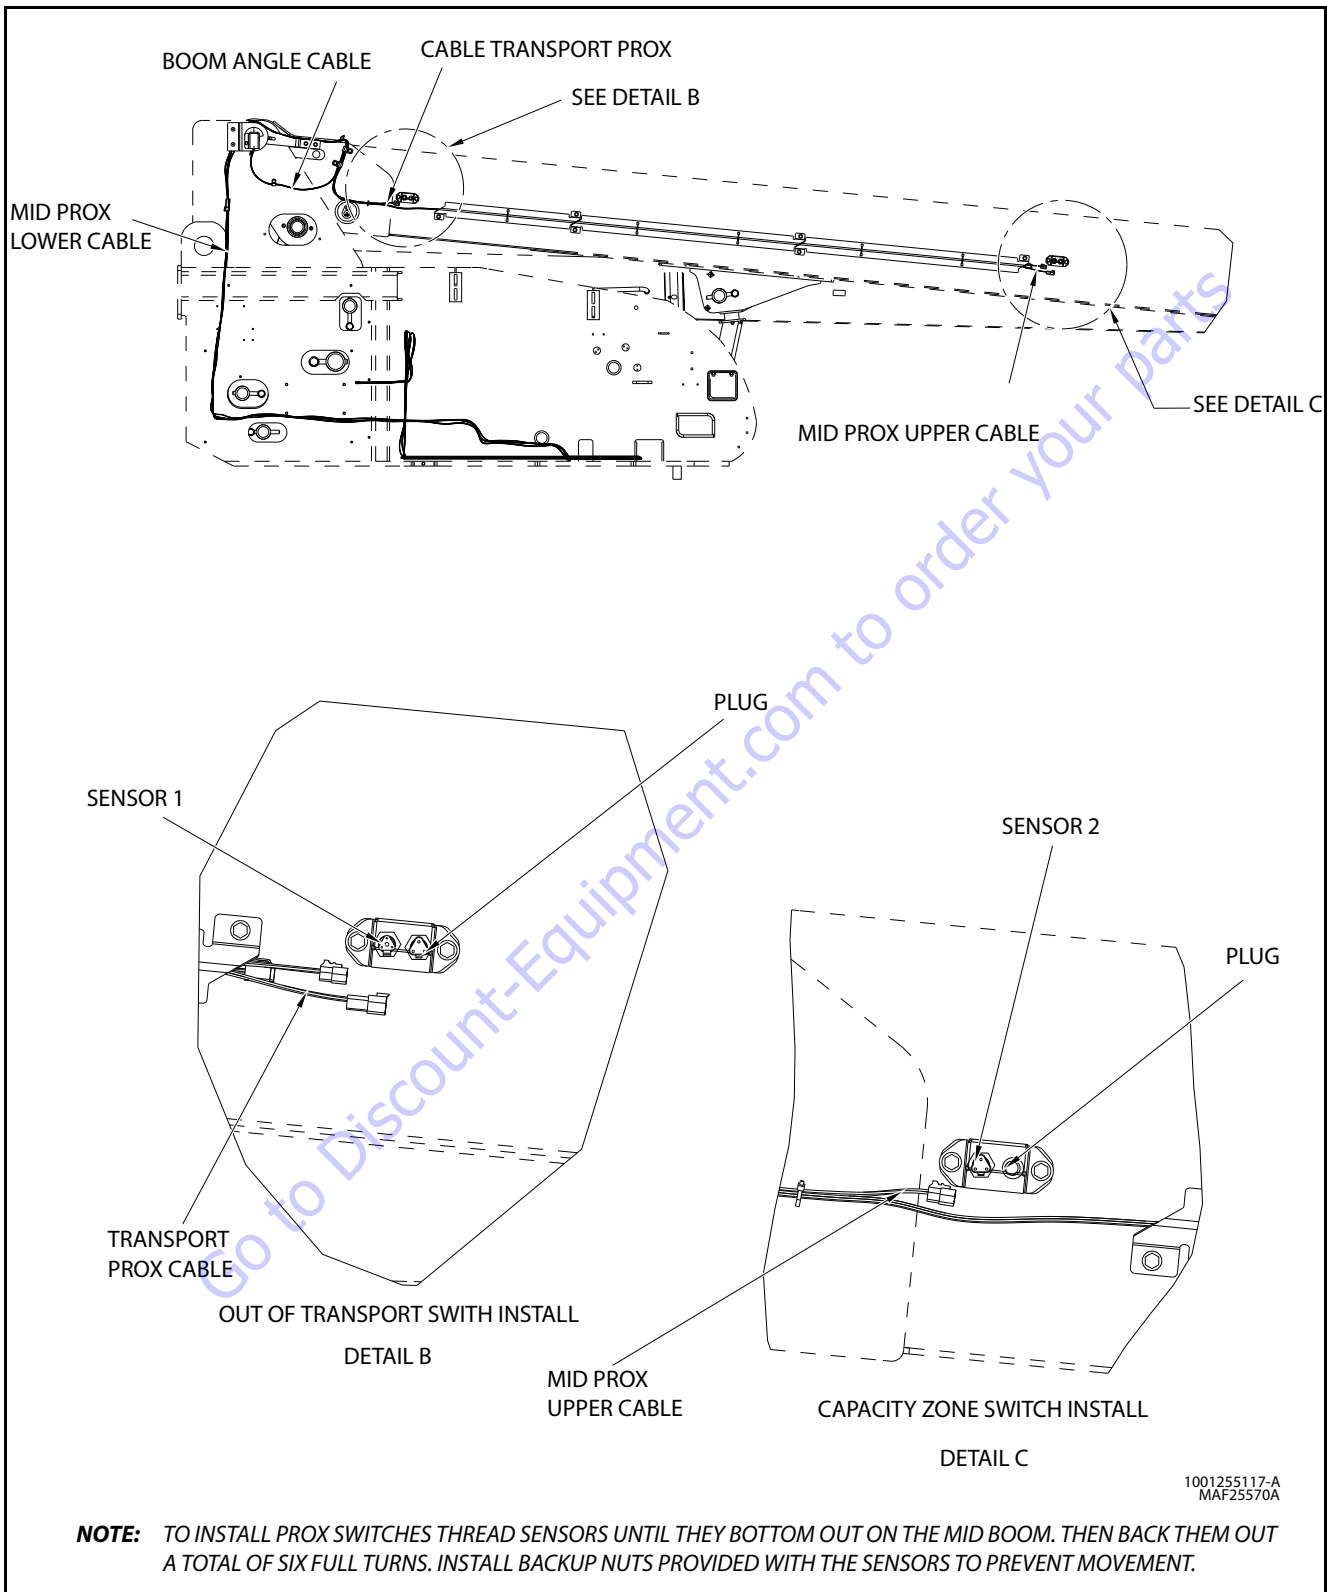 BOOM ANGLE CABLE
CABLE TRANSPORT PROX
SEE DETAIL B
MID PROX
LOWER CABLE
MID PROX UPPER CABLE
SEE DETAIL C
PLUG
SENSOR 1
SENSOR 2
PLUG
TRANSPORT
PROX CABLE
OUT OF TRANSPORT SWITH INSTALL
DETAIL B
MID PROX
UPPER CABLE
CAPACITY ZONE SWITCH INSTALL
DETAIL C
1001255117-A
MAF25570A
NOTE: TO INSTALL PROX SWITCHES THREAD SENSORS UNTIL THEY BOTTOM OUT ON THE MID BOOM. THEN BACK THEM OUT
A TOTAL OF SIX FULL TURNS. INSTALL BACKUP NUTS PROVIDED WITH THE SENSORS TO PREVENT MOVEMENT.
Go to Discount-Equipment.com to order your parts